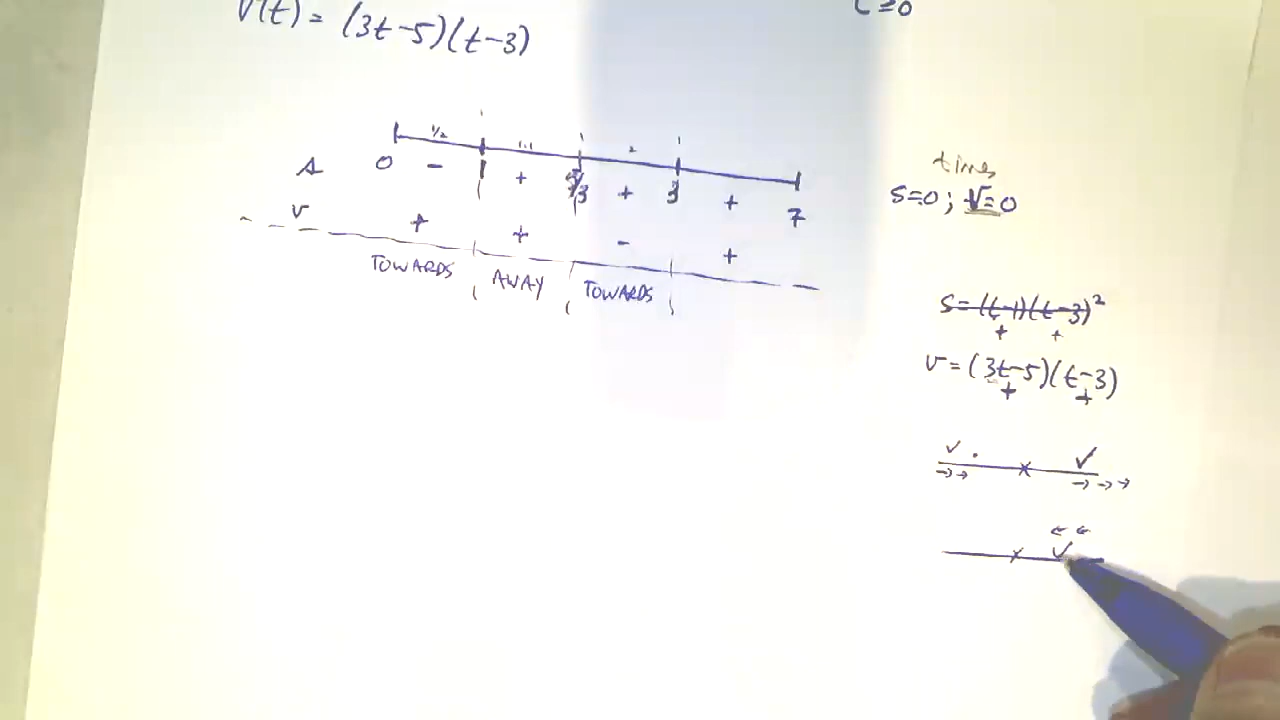 V(t) = (3t-5)(t-3)
t≥0
1/2 1.1 2
0 1 5/3 3 7
s - + + +
v + + - +
TOWARDS AWAY TOWARDS
times
s=0 ; v=0
s=(t-1)(t-3)²
+ +
v=(3t-5)(t-3)
+ +
✓ . × ✓
→→ →→→
←←
× ✓